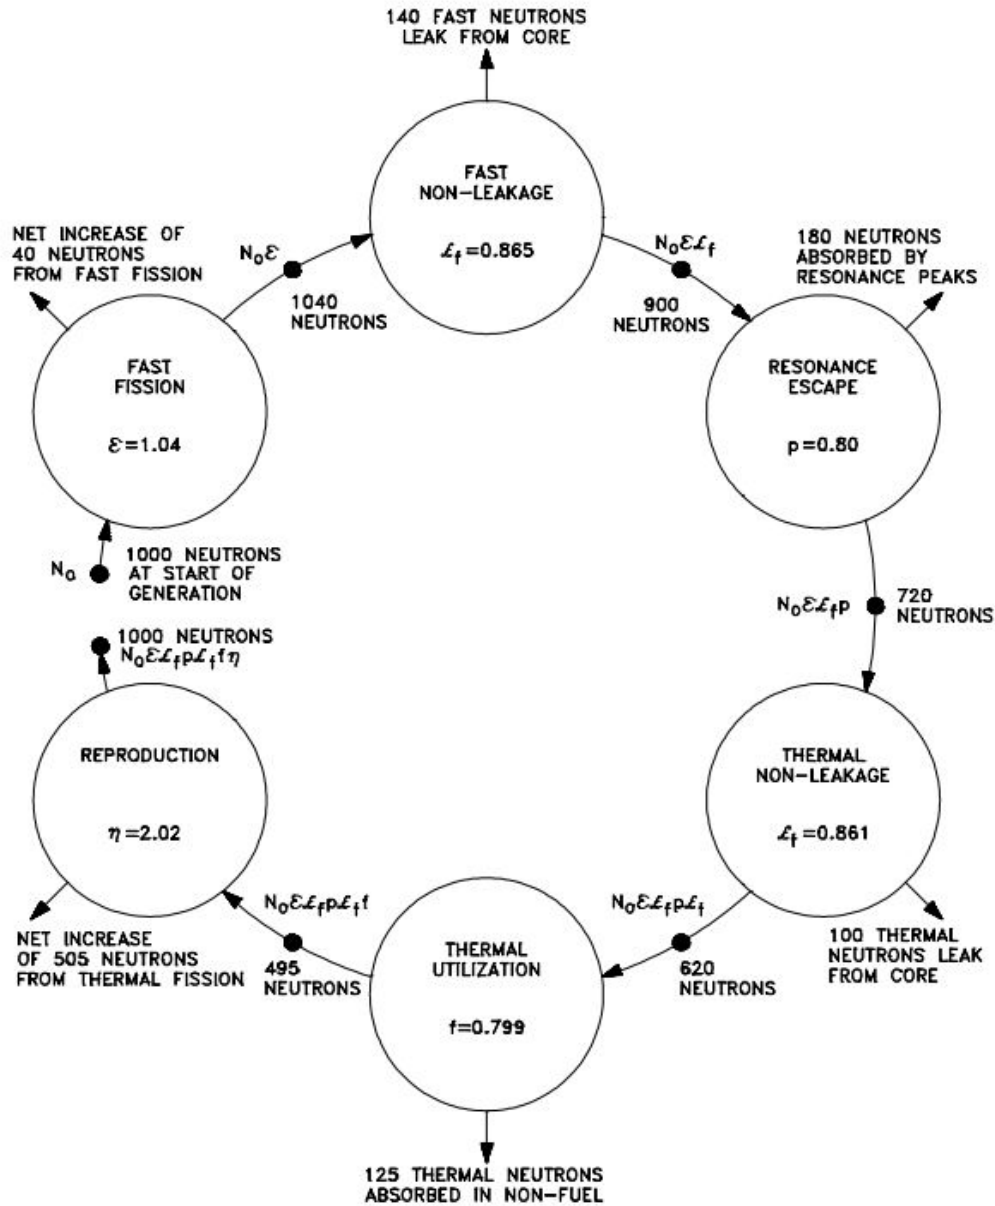 140 FAST NEUTRONS
LEAK FROM CORE
FAST
NON-LEAKAGE
ℒf=0.865
N₀ε
1040
NEUTRONS
N₀εℒf
900
NEUTRONS
NET INCREASE OF
40 NEUTRONS
FROM FAST FISSION
FAST
FISSION
ε=1.04
180 NEUTRONS
ABSORBED BY
RESONANCE PEAKS
RESONANCE
ESCAPE
p=0.80
N₀
1000 NEUTRONS
AT START OF
GENERATION
N₀εℒfp
720
NEUTRONS
1000 NEUTRONS
N₀εℒfpℒtfη
REPRODUCTION
η=2.02
THERMAL
NON-LEAKAGE
ℒt=0.861
NET INCREASE
OF 505 NEUTRONS
FROM THERMAL FISSION
N₀εℒfpℒtf
495
NEUTRONS
THERMAL
UTILIZATION
f=0.799
N₀εℒfpℒt
620
NEUTRONS
100 THERMAL
NEUTRONS LEAK
FROM CORE
125 THERMAL NEUTRONS
ABSORBED IN NON-FUEL